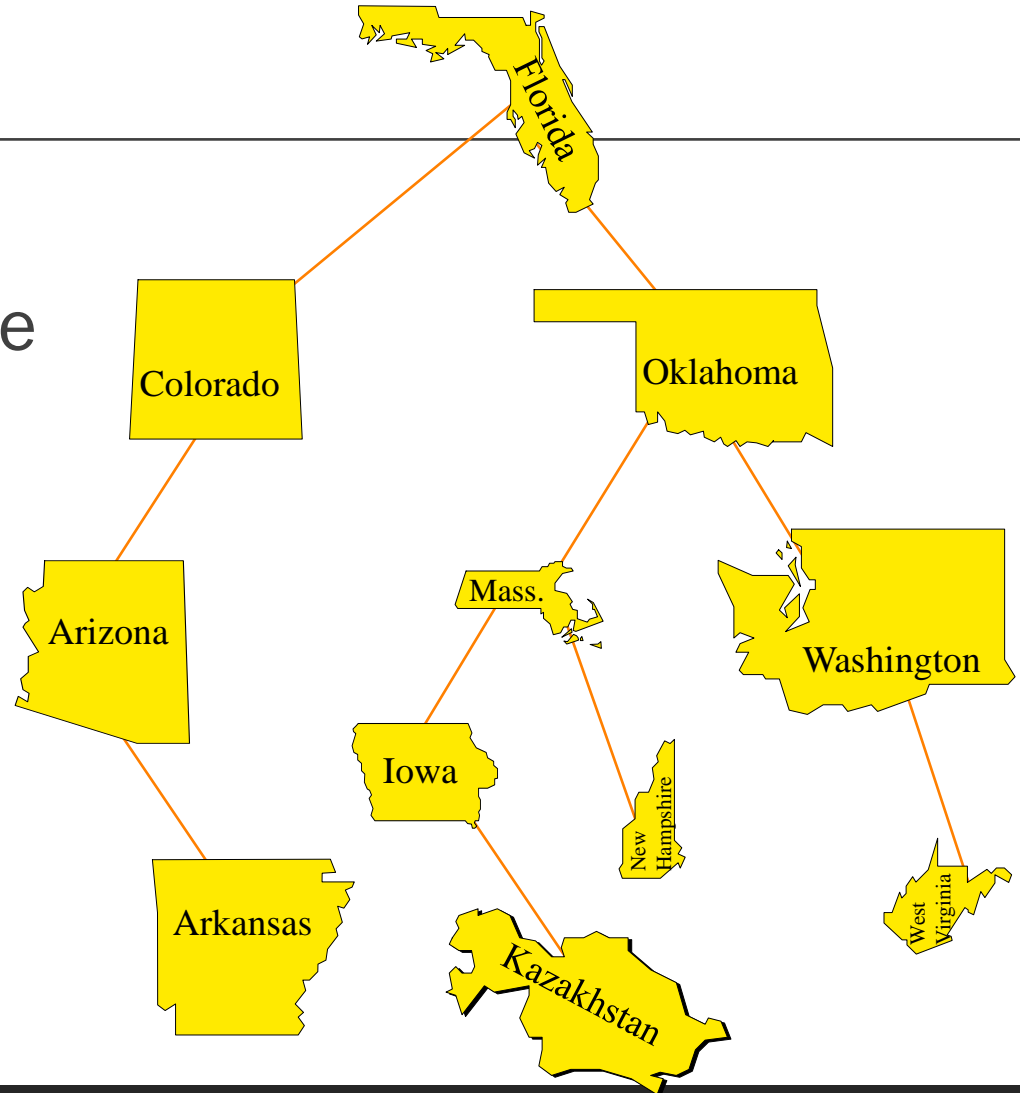 Florida
e
Colorado
Oklahoma
Arizona
Mass.
Washington
Iowa
New
Hampshire
Arkansas
West
Virginia
Kazakhstan